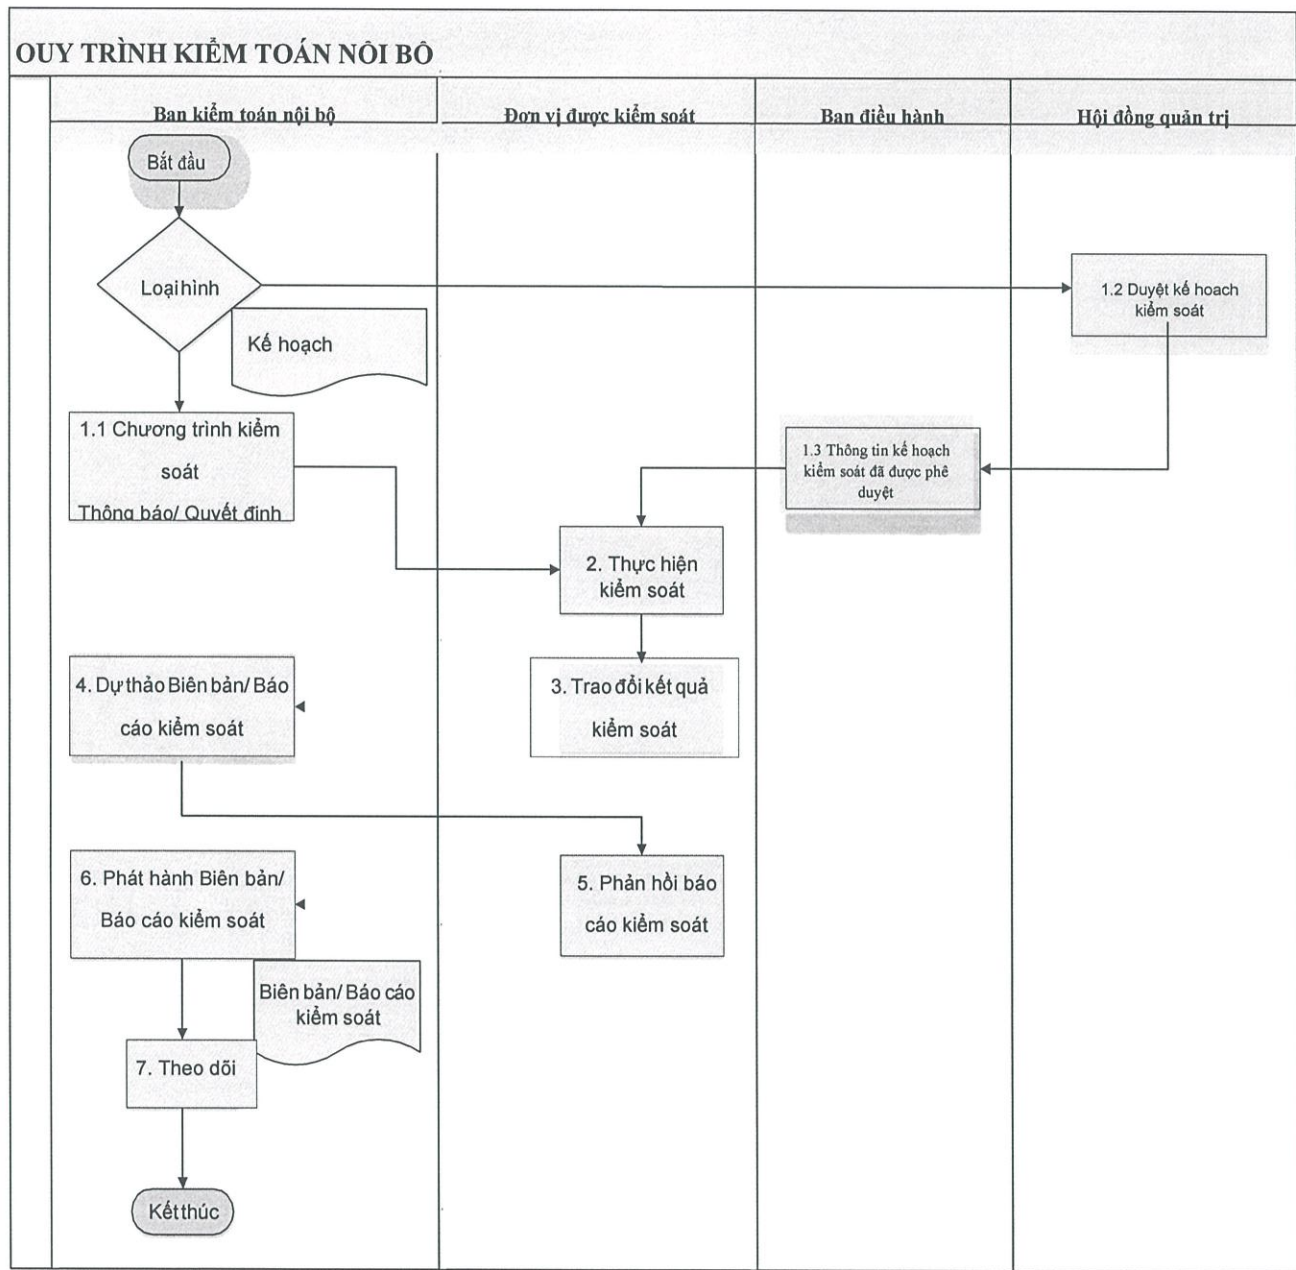 QUY TRÌNH KIỂM TOÁN NỘI BỘ
Ban kiểm toán nội bộ
Đơn vị được kiểm soát
Ban điều hành
Hội đồng quản trị
Bắt đầu
Loại hình
Kế hoạch
1.2 Duyệt kế hoạch
kiểm soát
1.1 Chương trình kiểm
soát
Thông báo/ Quyết định
1.3 Thông tin kế hoạch
kiểm soát đã được phê
duyệt
2. Thực hiện
kiểm soát
4. Dự thảo Biên bản/ Báo
cáo kiểm soát
3. Trao đổi kết quả
kiểm soát
6. Phát hành Biên bản/
Báo cáo kiểm soát
5. Phản hồi báo
cáo kiểm soát
Biên bản/ Báo cáo
kiểm soát
7. Theo dõi
Kết thúc